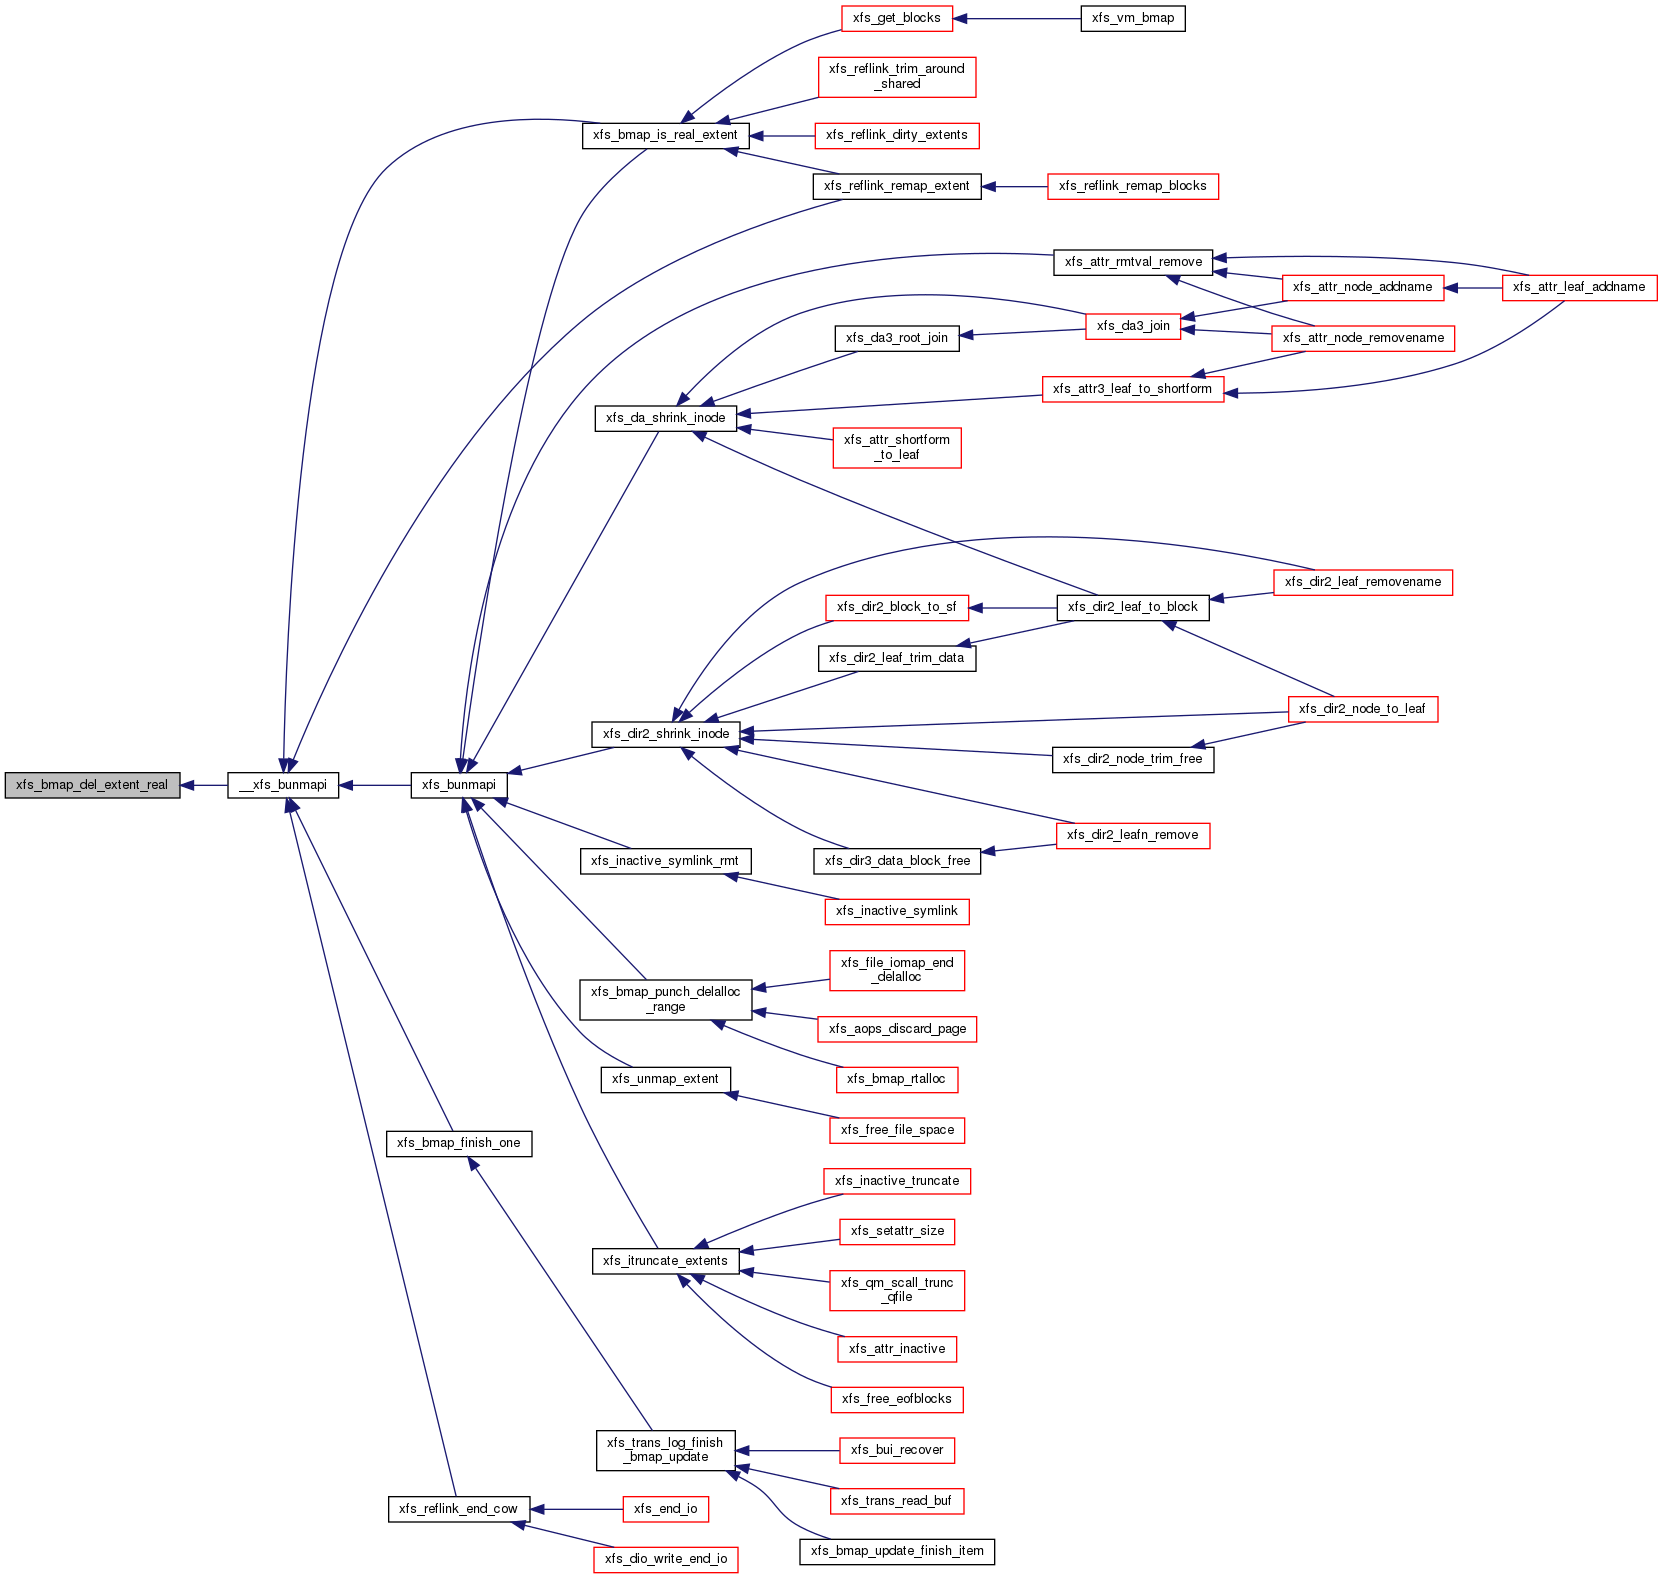 xfs_get_blocks
xfs_vm_bmap
xfs_reflink_trim_around
_shared
xfs_bmap_is_real_extent
xfs_reflink_dirty_extents
xfs_reflink_remap_extent
xfs_reflink_remap_blocks
xfs_attr_rmtval_remove
xfs_attr_node_addname
xfs_attr_leaf_addname
xfs_da3_join
xfs_da3_root_join
xfs_attr_node_removename
xfs_attr3_leaf_to_shortform
xfs_da_shrink_inode
xfs_attr_shortform
_to_leaf
xfs_dir2_leaf_removename
xfs_dir2_block_to_sf
xfs_dir2_leaf_to_block
xfs_dir2_leaf_trim_data
xfs_dir2_node_to_leaf
xfs_dir2_shrink_inode
xfs_dir2_node_trim_free
xfs_bmap_del_extent_real
__xfs_bunmapi
xfs_bunmapi
xfs_dir2_leafn_remove
xfs_inactive_symlink_rmt
xfs_dir3_data_block_free
xfs_inactive_symlink
xfs_file_iomap_end
_delalloc
xfs_bmap_punch_delalloc
_range
xfs_aops_discard_page
xfs_unmap_extent
xfs_bmap_rtalloc
xfs_free_file_space
xfs_bmap_finish_one
xfs_inactive_truncate
xfs_setattr_size
xfs_itruncate_extents
xfs_qm_scall_trunc
_qfile
xfs_attr_inactive
xfs_free_eofblocks
xfs_trans_log_finish
_bmap_update
xfs_bui_recover
xfs_trans_read_buf
xfs_reflink_end_cow
xfs_end_io
xfs_bmap_update_finish_item
xfs_dio_write_end_io